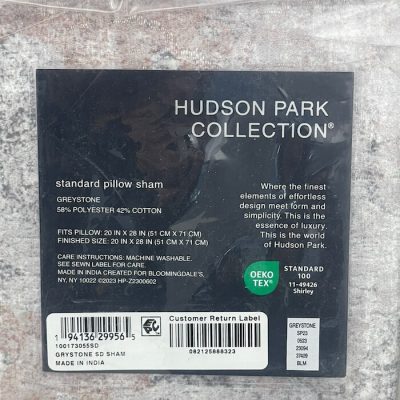 HUDSON PARK
COLLECTION®
standard pillow sham
GREYSTONE
58% POLYESTER 42% COTTON
FITS PILLOW: 20 IN X 28 IN (51 CM X 71 CM)
FINISHED SIZE: 20 IN X 28 IN (51 CM X 71 CM)
CARE INSTRUCTIONS: MACHINE WASHABLE.
SEE SEWN LABEL FOR CARE.
MADE IN INDIA CREATED FOR BLOOMINGDALE'S,
NY, NY 10022 ©2023 HP-Z2300602
Where the finest
elements of effortless
design meet form and
simplicity. This is the
essence of luxury.
This is the world
of Hudson Park.
OEKO
TEX®
STANDARD
100
11-49426
Shirley
1 94136 29956 5
100173055SD
GRYSTONE SD SHAM
MADE IN INDIA
Customer Return Label
082125888323
GREYSTONE
SP23
0523
23094
37429
BLM